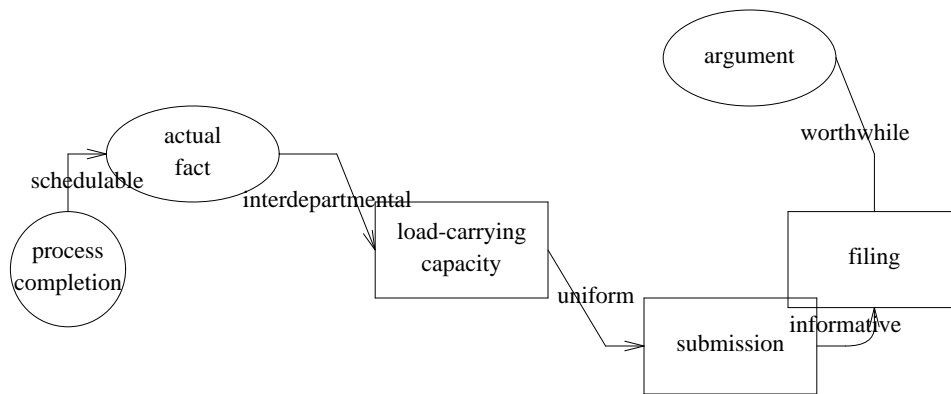 argument
worthwhile
actual
fact
schedulable
interdepartmental
process
completion
load-carrying
capacity
filing
uniform
informative
submission